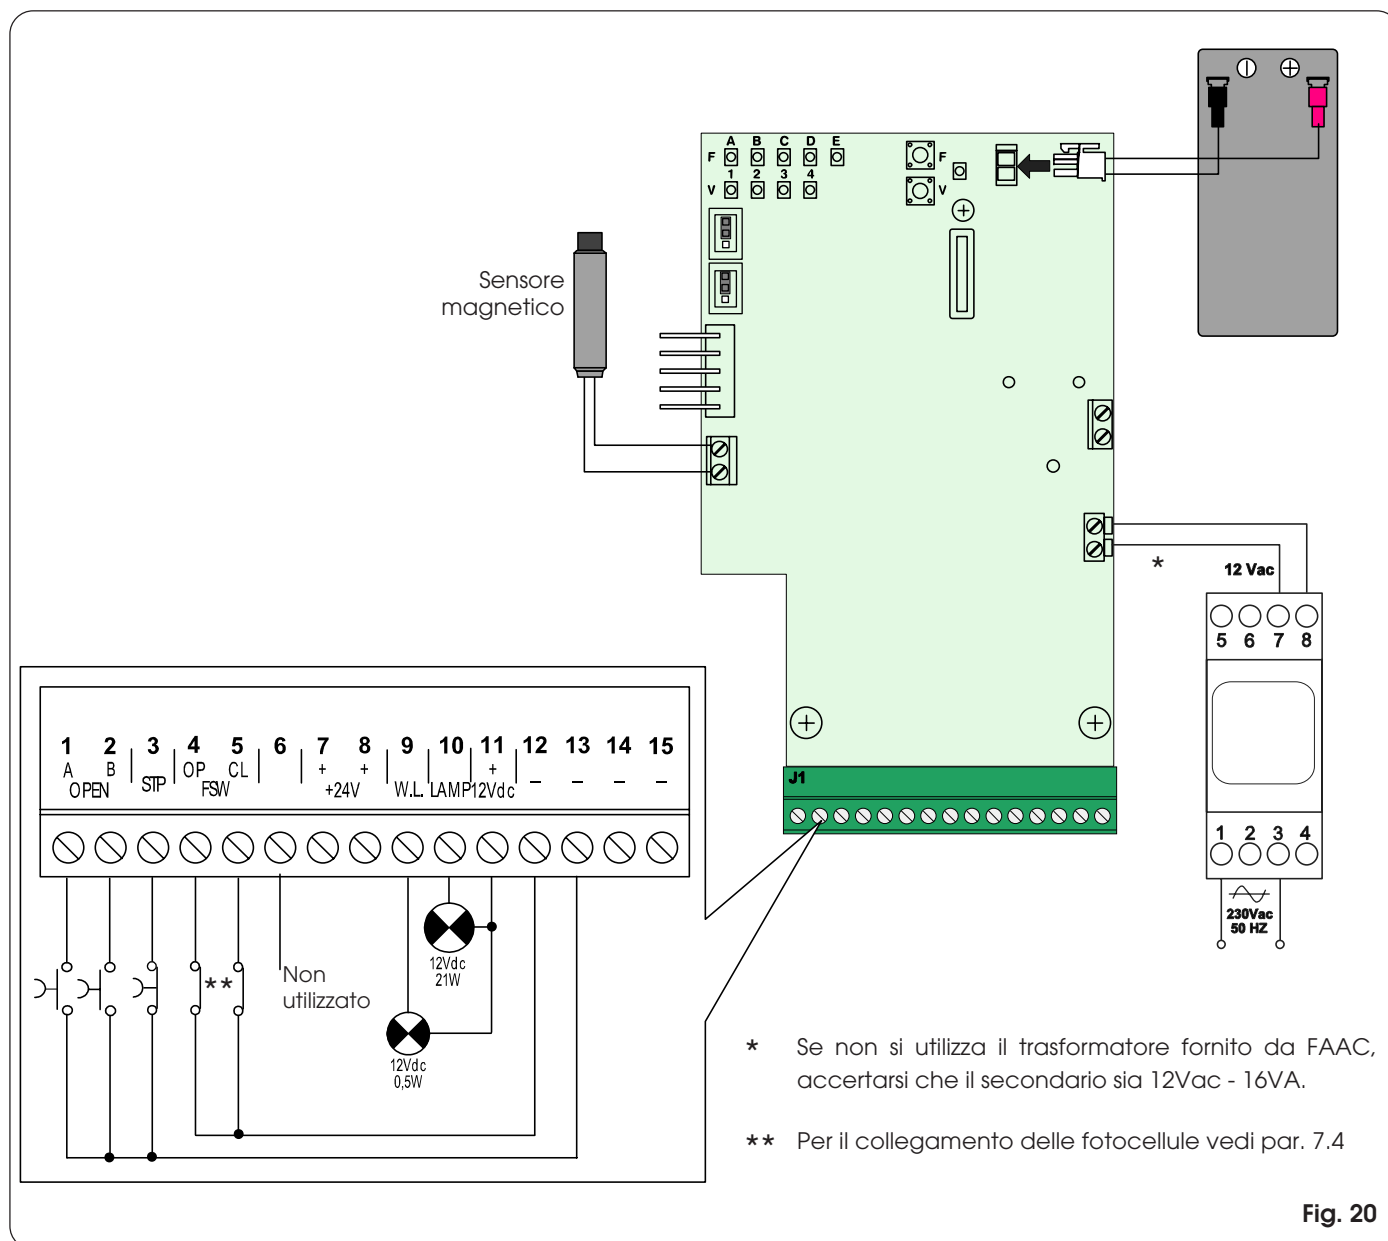 A B C D E
F
F
1 2 3 4
V
V
Sensore
magnetico
*
12 Vac
5 6 7 8
1 2 3 4
230Vac
50 HZ
J1
1 2 3 4 5 6 7 8 9 10 11 12 13 14 15
A B STP OP CL + + + – – – –
OPEN FSW +24V W.L. LAMP 12Vdc
**
Non
utilizzato
12Vdc
21W
12Vdc
0,5W
* Se non si utilizza il trasformatore fornito da FAAC,
accertarsi che il secondario sia 12Vac - 16VA.
** Per il collegamento delle fotocellule vedi par. 7.4
Fig. 20